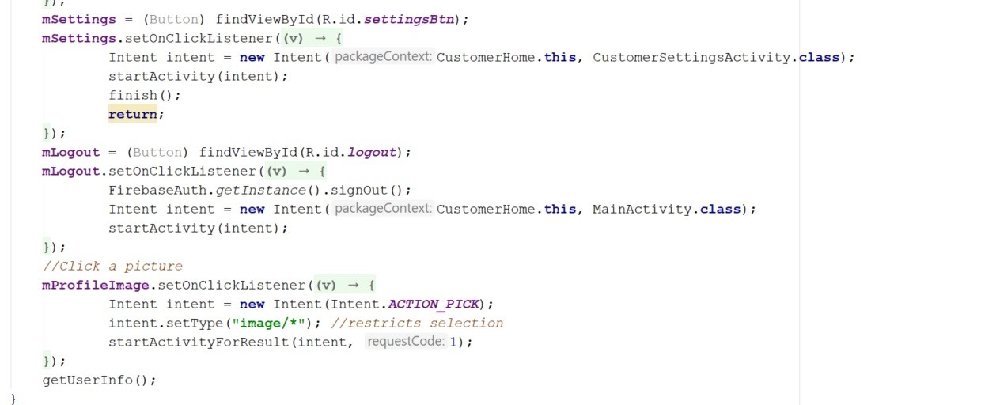 });
mSettings = (Button) findViewById(R.id.settingsBtn);
mSettings.setOnClickListener((v) → {
Intent intent = new Intent( packageContext: CustomerHome.this, CustomerSettingsActivity.class);
startActivity(intent);
finish();
return;
});
mLogout = (Button) findViewById(R.id.logout);
mLogout.setOnClickListener((v) → {
FirebaseAuth.getInstance().signOut();
Intent intent = new Intent( packageContext: CustomerHome.this, MainActivity.class);
startActivity(intent);
});
//Click a picture
mProfileImage.setOnClickListener((v) → {
Intent intent = new Intent(Intent.ACTION_PICK);
intent.setType("image/*"); //restricts selection
startActivityForResult(intent, requestCode: 1);
});
getUserInfo();
}